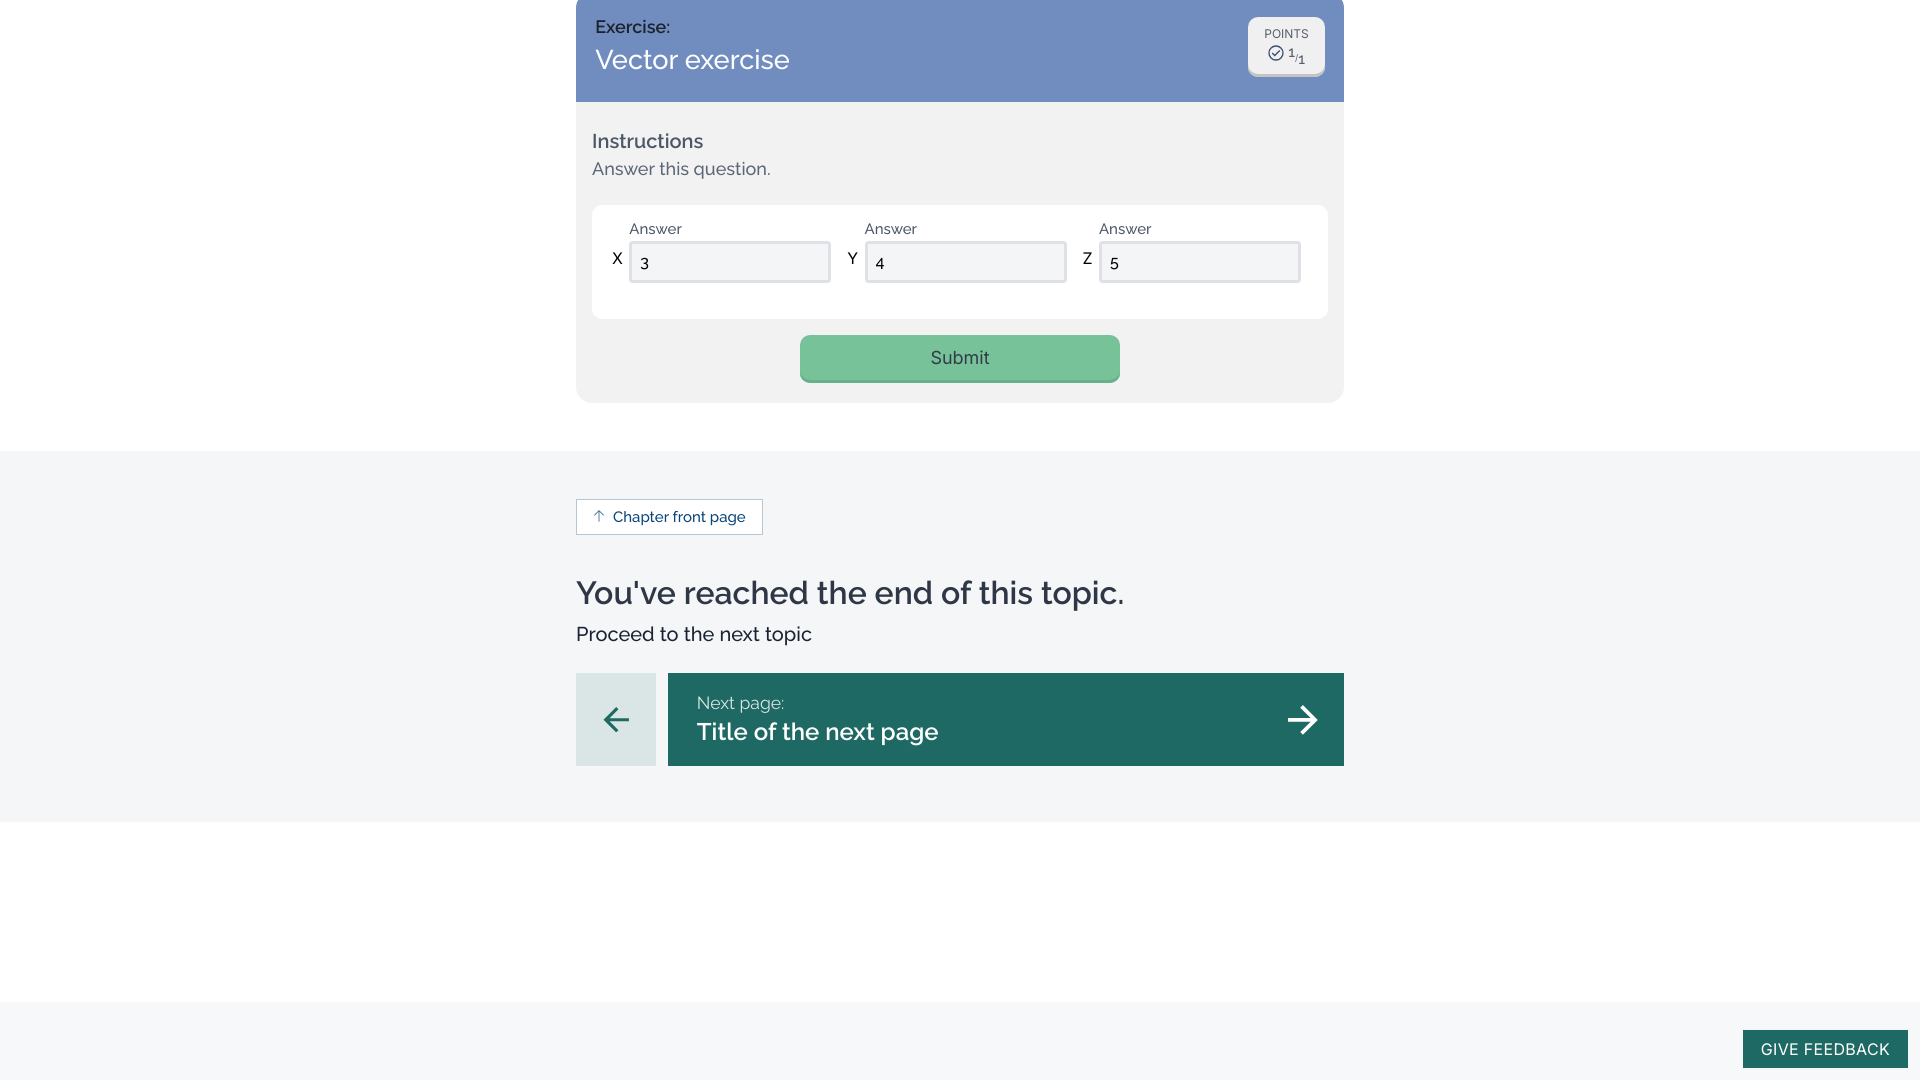 Exercise:
Vector exercise
POINTS
1/1
Instructions
Answer this question.
Answer Answer Answer
X 3 Y 4 Z 5
Submit
Chapter front page
You've reached the end of this topic.
Proceed to the next topic
Next page:
Title of the next page
GIVE FEEDBACK